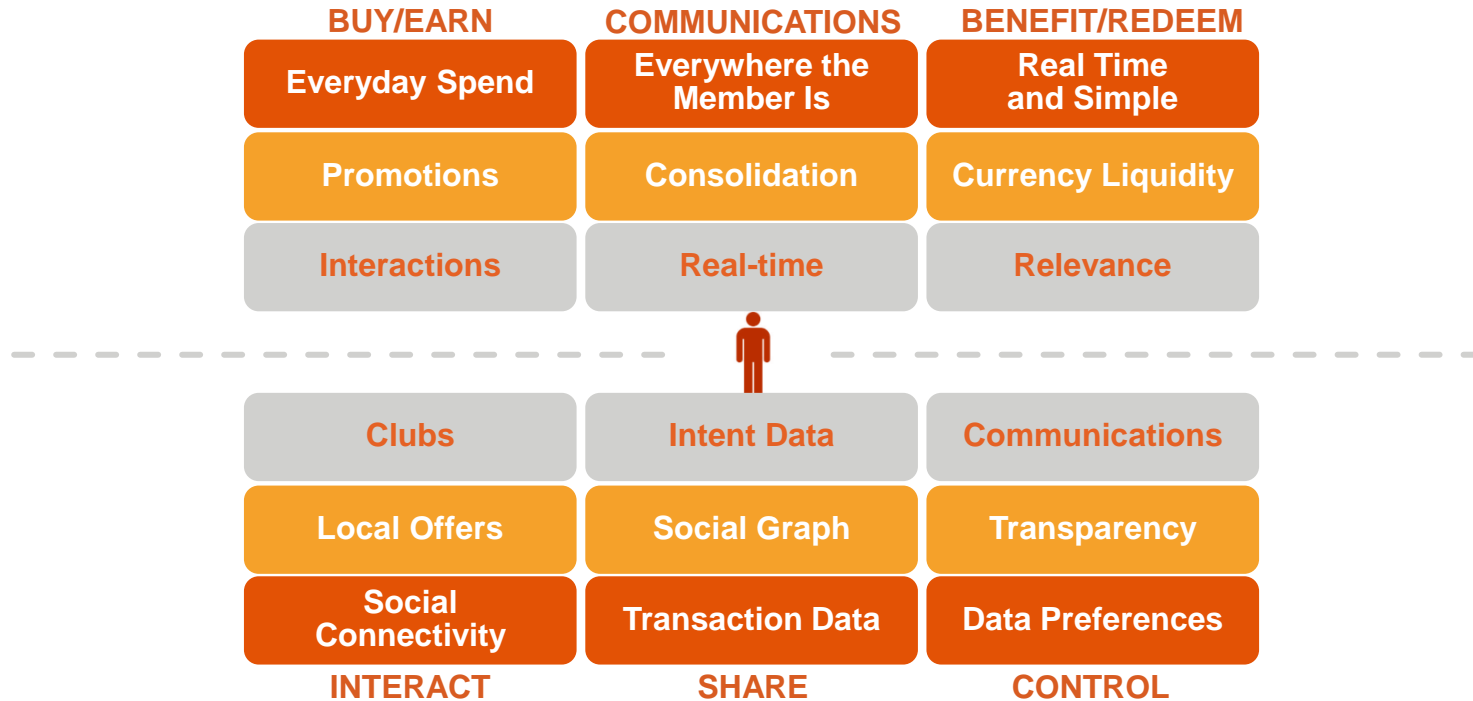 BUY/EARN
COMMUNICATIONS
BENEFIT/REDEEM
Everyday Spend
Everywhere the
Member Is
Real Time
and Simple
Promotions
Consolidation
Currency Liquidity
Interactions
Real-time
Relevance
Clubs
Intent Data
Communications
Local Offers
Social Graph
Transparency
Social
Connectivity
Transaction Data
Data Preferences
INTERACT
SHARE
CONTROL